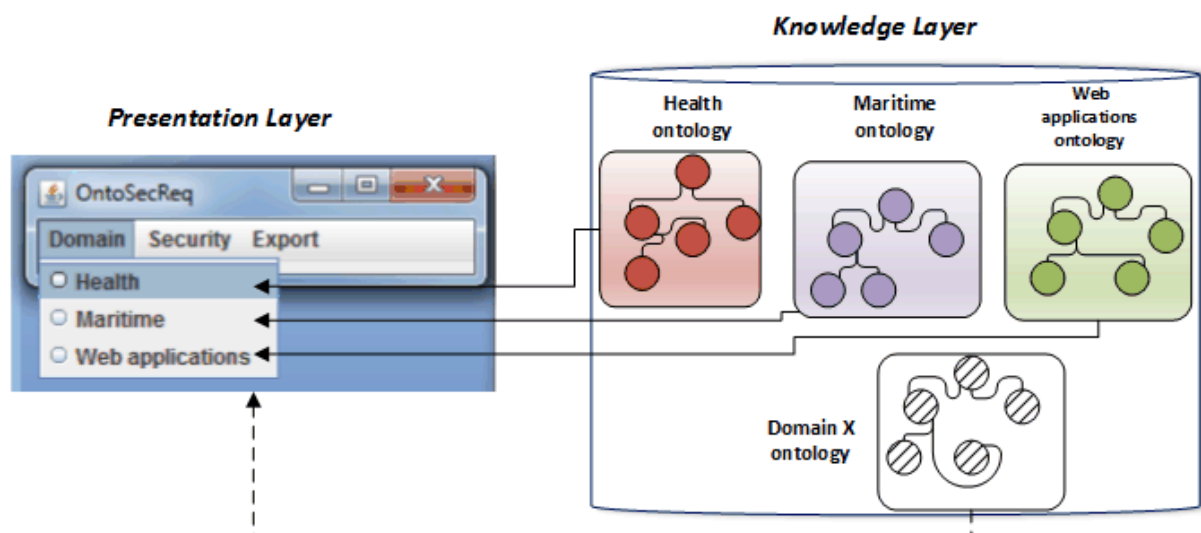 Knowledge Layer
Presentation Layer
Health
ontology
Maritime
ontology
Web
applications
ontology
OntoSecReq
Domain Security Export
Health
Maritime
Web applications
Domain X
ontology